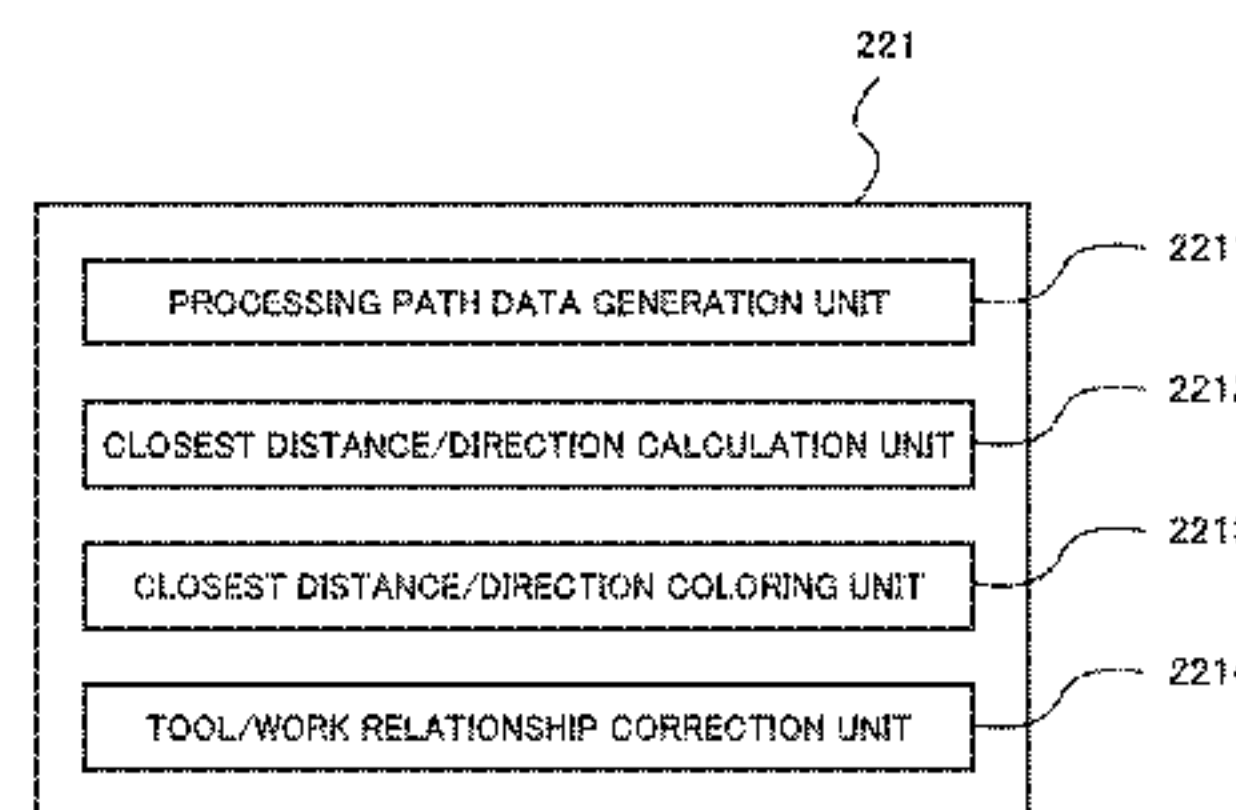 221
PROCESSING PATH DATA GENERATION UNIT
CLOSEST DISTANCE/DIRECTION CALCULATION UNIT
CLOSEST DISTANCE/DIRECTION COLORING UNIT
TOOL/WORK RELATIONSHIP CORRECTION UNIT